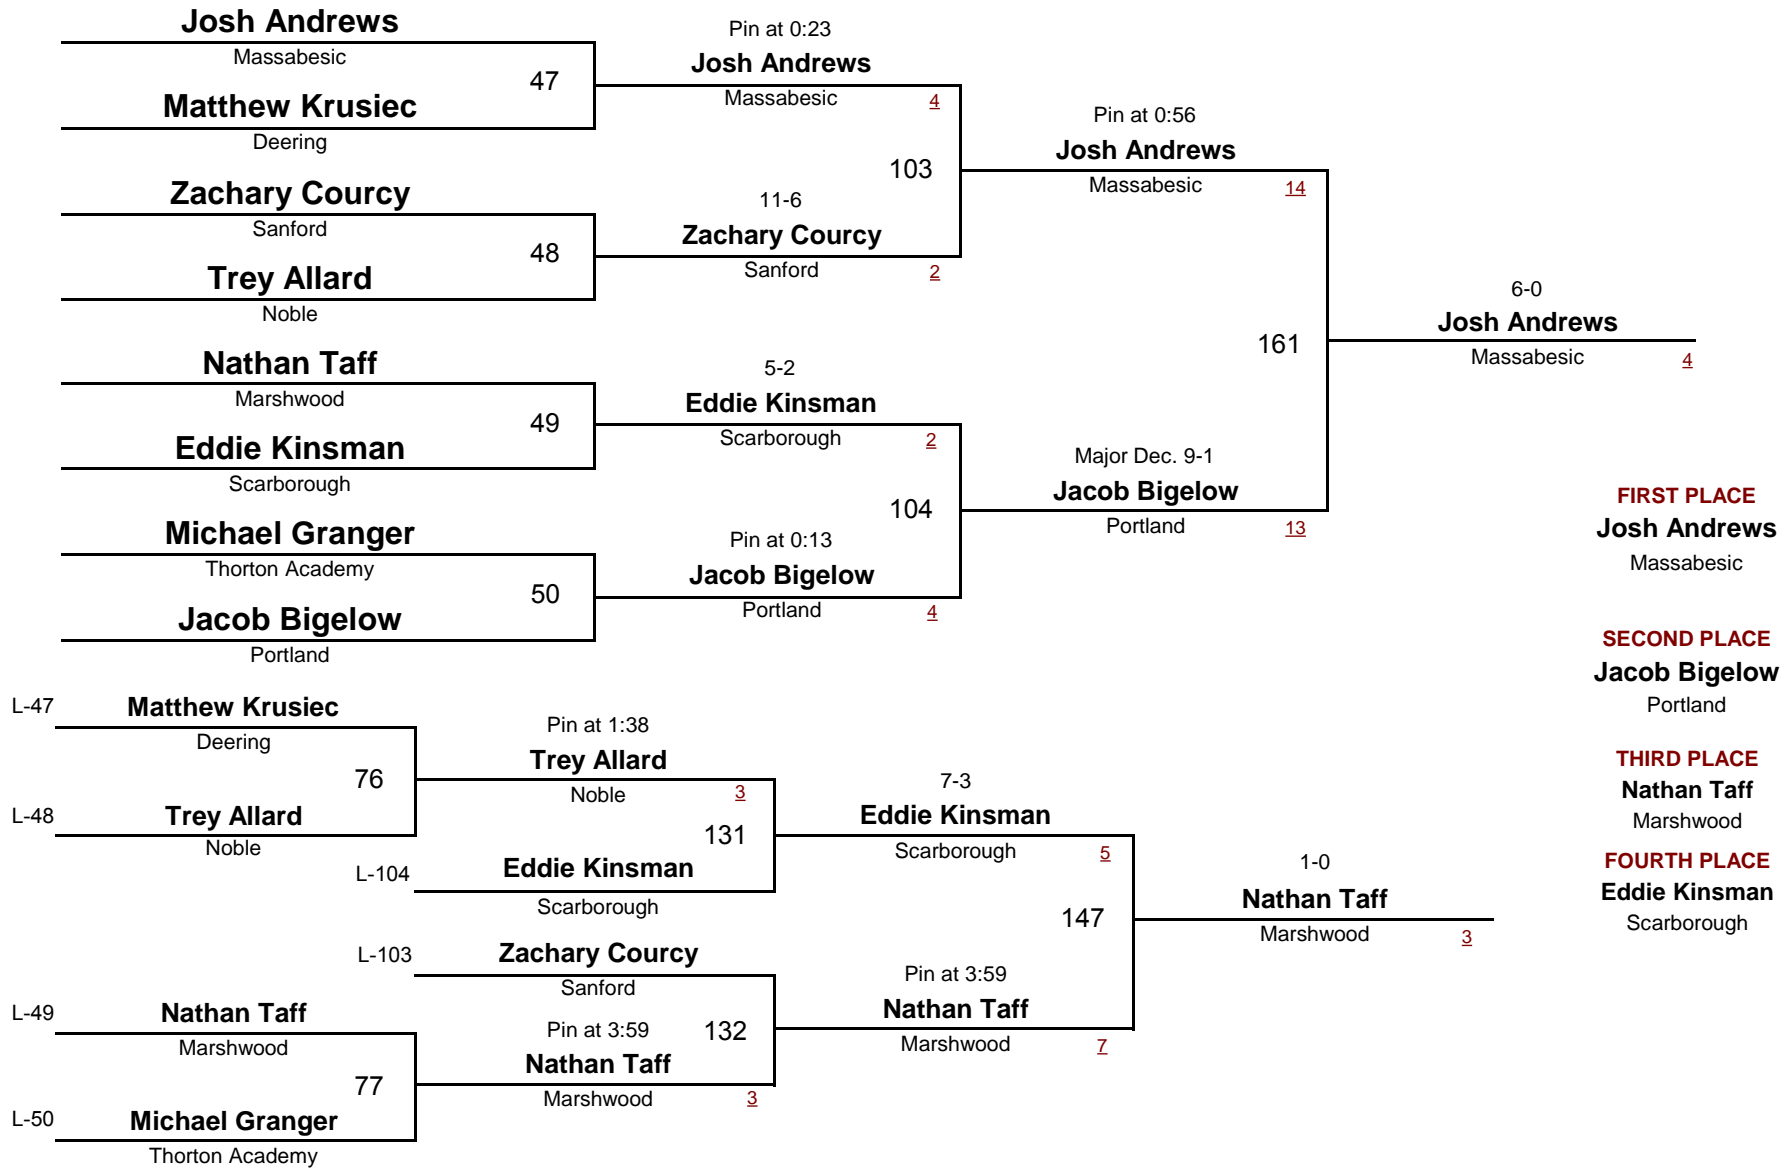 Josh Andrews
Massabesic
47
Matthew Krusiec
Deering
Zachary Courcy
Sanford
48
Trey Allard
Noble
Nathan Taff
Marshwood
49
Eddie Kinsman
Scarborough
Michael Granger
Thorton Academy
50
Jacob Bigelow
Portland
Pin at 0:23
Josh Andrews
Massabesic
4
103
11-6
Zachary Courcy
Sanford
2
5-2
Eddie Kinsman
Scarborough
2
104
Pin at 0:13
Jacob Bigelow
Portland
4
Pin at 0:56
Josh Andrews
Massabesic
14
161
Major Dec. 9-1
Jacob Bigelow
Portland
13
6-0
Josh Andrews
Massabesic
4
FIRST PLACE
Josh Andrews
Massabesic
SECOND PLACE
Jacob Bigelow
Portland
THIRD PLACE
Nathan Taff
Marshwood
FOURTH PLACE
Eddie Kinsman
Scarborough
L-47
Matthew Krusiec
Deering
76
L-48
Trey Allard
Noble
Pin at 1:38
Trey Allard
Noble
3
131
L-104
Eddie Kinsman
Scarborough
L-103
Zachary Courcy
Sanford
132
L-49
Nathan Taff
Marshwood
77
L-50
Michael Granger
Thorton Academy
Pin at 3:59
Nathan Taff
Marshwood
3
7-3
Eddie Kinsman
Scarborough
5
147
Pin at 3:59
Nathan Taff
Marshwood
7
1-0
Nathan Taff
Marshwood
3